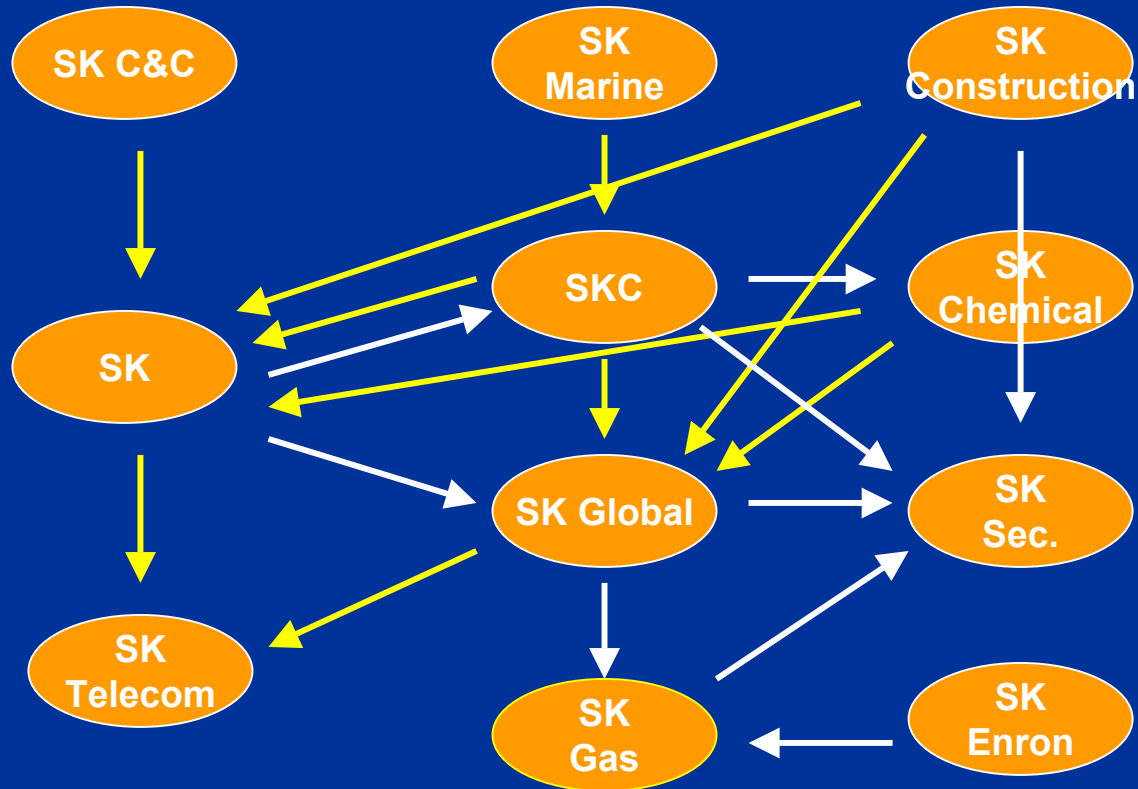 SK C&C
SK
Marine
SK
Construction
SKC
SK
Chemical
SK
SK Global
SK
Sec.
SK
Telecom
SK
Gas
SK
Enron